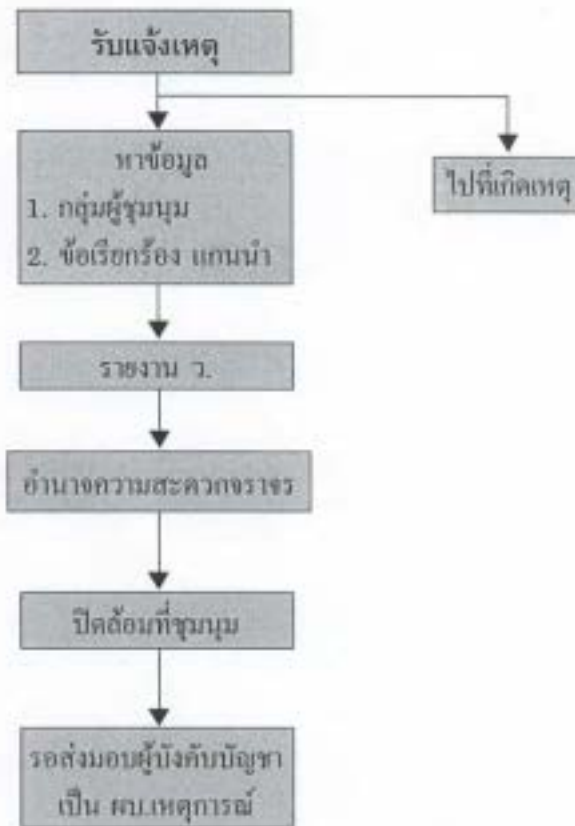 รับแจ้งเหตุ
หาข้อมูล
1. กลุ่มผู้ชุมนุม
2. ข้อเรียกร้อง แกนนำ
ไปที่เกิดเหตุ
รายงาน ว.
อำนาจความสะดวกจราจร
ปิดล้อมที่ชุมนุม
รอส่งมอบผู้บังคับบัญชา
เป็น ผบ.เหตุการณ์